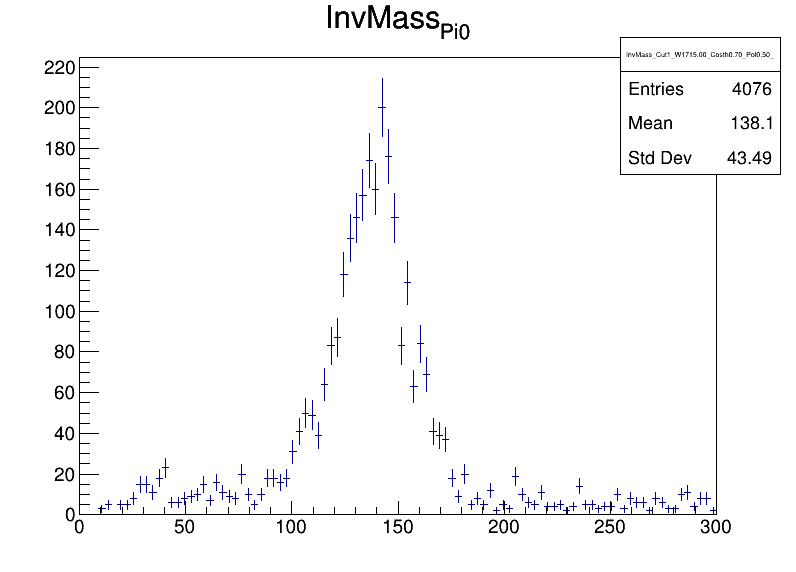 InvMass_Pi0
InvMass_Cut1_W1715.00_Costh0.70_Pol0.50_
Entries 4076
Mean 138.1
Std Dev 43.49
220
200
180
160
140
120
100
80
60
40
20
0
0 50 100 150 200 250 300